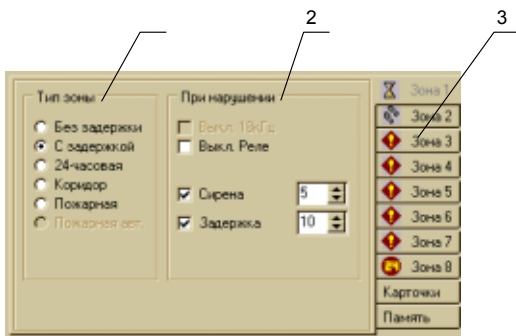 2
3
Тип зоны
Без задержки
С задержкой
24-часовая
Коридор
Пожарная
Пожарная авт.
При нарушении
Выкл. 18кГц
Выкл. Реле
Сирена 5
Задержка 10
Зона 1
Зона 2
Зона 3
Зона 4
Зона 5
Зона 6
Зона 7
Зона 8
Карточки
Память